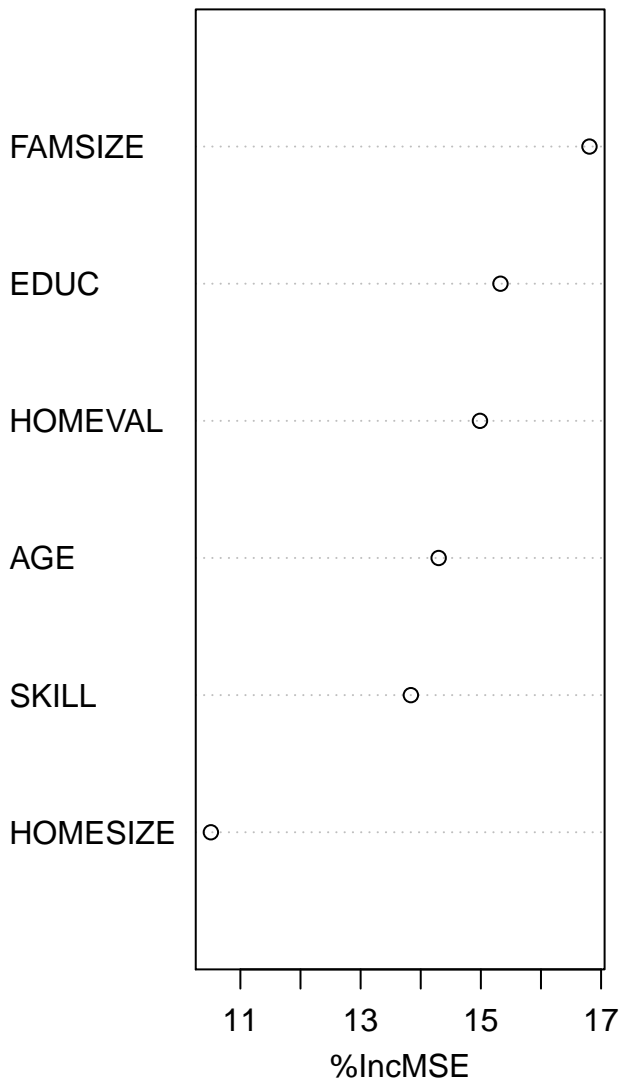 FAMSIZE
EDUC
HOMEVAL
AGE
SKILL
HOMESIZE
11 13 15 17
%IncMSE